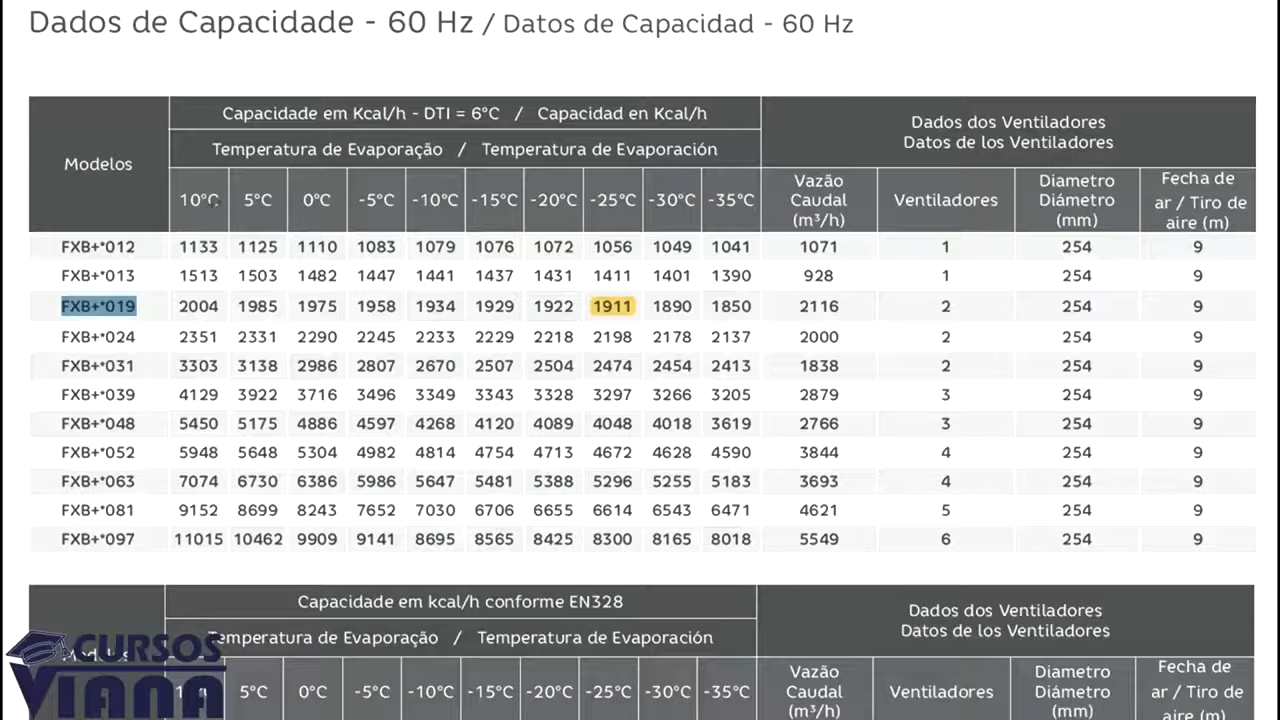 Dados de Capacidade - 60 Hz / Datos de Capacidad - 60 Hz
Modelos
Capacidade em Kcal/h - DTI = 6°C / Capacidad en Kcal/h
Temperatura de Evaporação / Temperatura de Evaporación
10°C 5°C 0°C -5°C -10°C -15°C -20°C -25°C -30°C -35°C
Dados dos Ventiladores
Datos de los Ventiladores
Vazão
Caudal
(m³/h)
Ventiladores
Diametro
Diámetro
(mm)
Fecha de
ar / Tiro de
aire (m)
FXB+*012 1133 1125 1110 1083 1079 1076 1072 1056 1049 1041 1071 1 254 9
FXB+*013 1513 1503 1482 1447 1441 1437 1431 1411 1401 1390 928 1 254 9
FXB+*019 2004 1985 1975 1958 1934 1929 1922 1911 1890 1850 2116 2 254 9
FXB+*024 2351 2331 2290 2245 2233 2229 2218 2198 2178 2137 2000 2 254 9
FXB+*031 3303 3138 2986 2807 2670 2507 2504 2474 2454 2413 1838 2 254 9
FXB+*039 4129 3922 3716 3496 3349 3343 3328 3297 3266 3205 2879 3 254 9
FXB+*048 5450 5175 4886 4597 4268 4120 4089 4048 4018 3619 2766 3 254 9
FXB+*052 5948 5648 5304 4982 4814 4754 4713 4672 4628 4590 3844 4 254 9
FXB+*063 7074 6730 6386 5986 5647 5481 5388 5296 5255 5183 3693 4 254 9
FXB+*081 9152 8699 8243 7652 7030 6706 6655 6614 6543 6471 4621 5 254 9
FXB+*097 11015 10462 9909 9141 8695 8565 8425 8300 8165 8018 5549 6 254 9
Capacidade em kcal/h conforme EN328
Temperatura de Evaporação / Temperatura de Evaporación
5°C 0°C -5°C -10°C -15°C -20°C -25°C -30°C -35°C
Dados dos Ventiladores
Datos de los Ventiladores
Vazão
Caudal
(m³/h)
Ventiladores
Diametro
Diámetro
(mm)
Fecha de
ar / Tiro de
aire (m)
CURSOS
VIANA